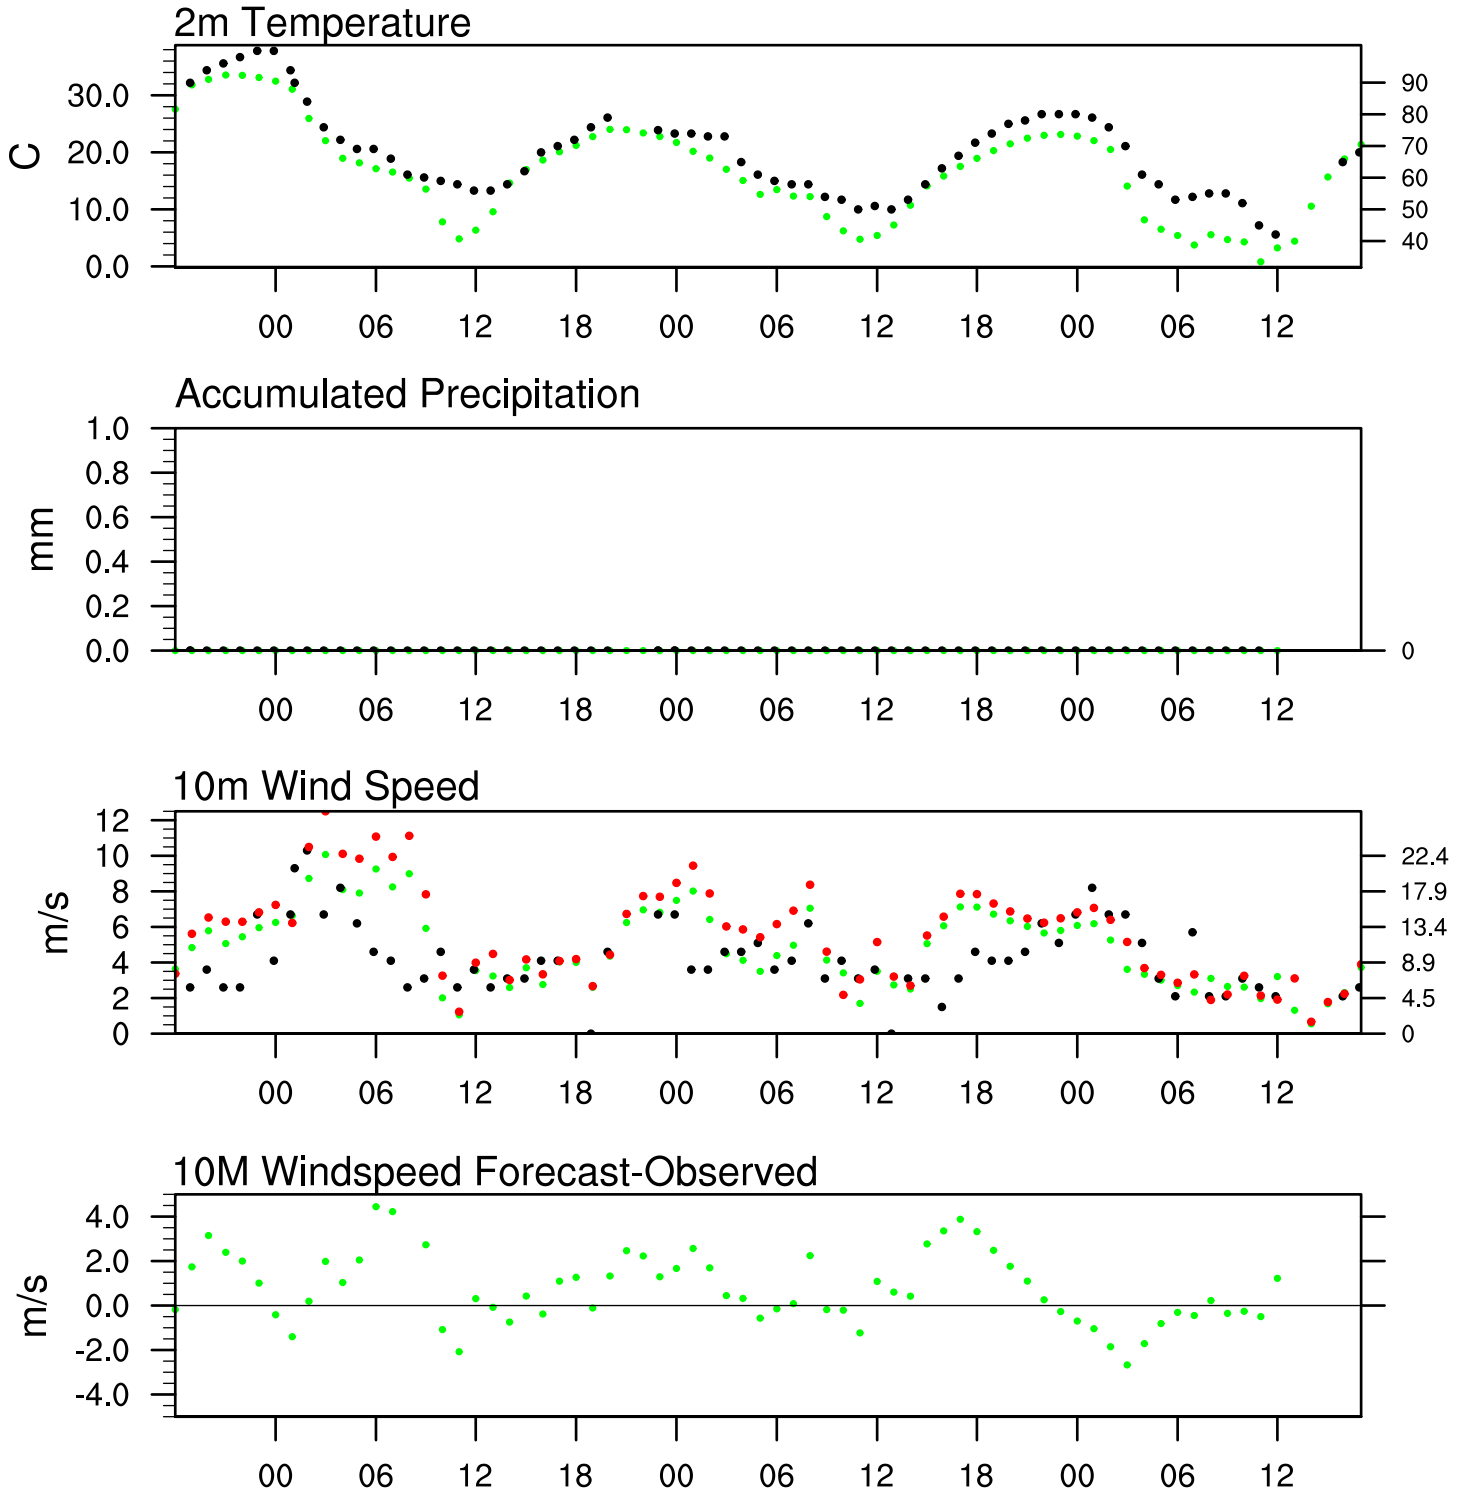 2m Temperature
30.0
20.0
10.0
0.0
C
90
80
70
60
50
40
00 06 12 18 00 06 12 18 00 06 12
Accumulated Precipitation
1.0
0.8
0.6
0.4
0.2
0.0
mm
0
00 06 12 18 00 06 12 18 00 06 12
10m Wind Speed
12
10
8
6
4
2
0
m/s
22.4
17.9
13.4
8.9
4.5
0
00 06 12 18 00 06 12 18 00 06 12
10M Windspeed Forecast-Observed
4.0
2.0
0.0
-2.0
-4.0
m/s
00 06 12 18 00 06 12 18 00 06 12